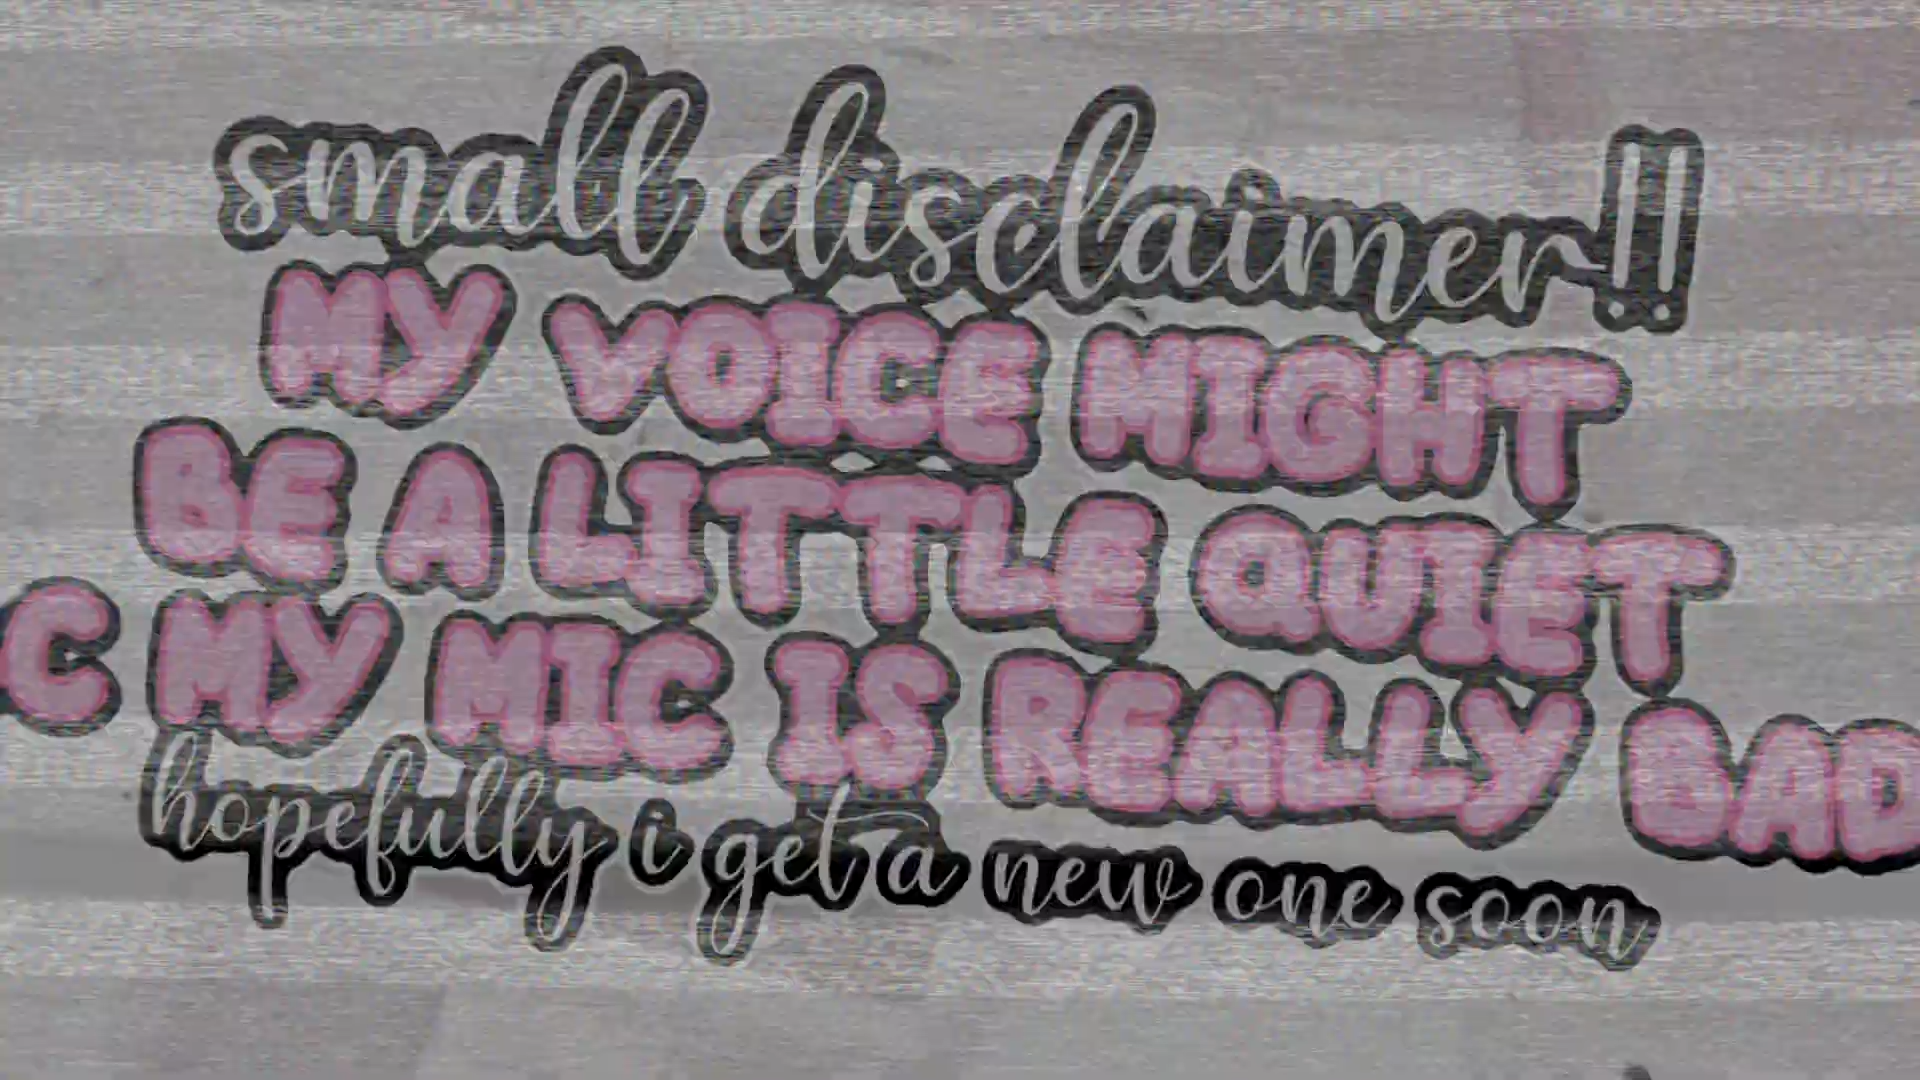 small disclaimer!!
MY VOICE MIGHT
BE A LITTLE QUIET
C MY MIC IS REALLY BAD
hopefully i get a new one soon